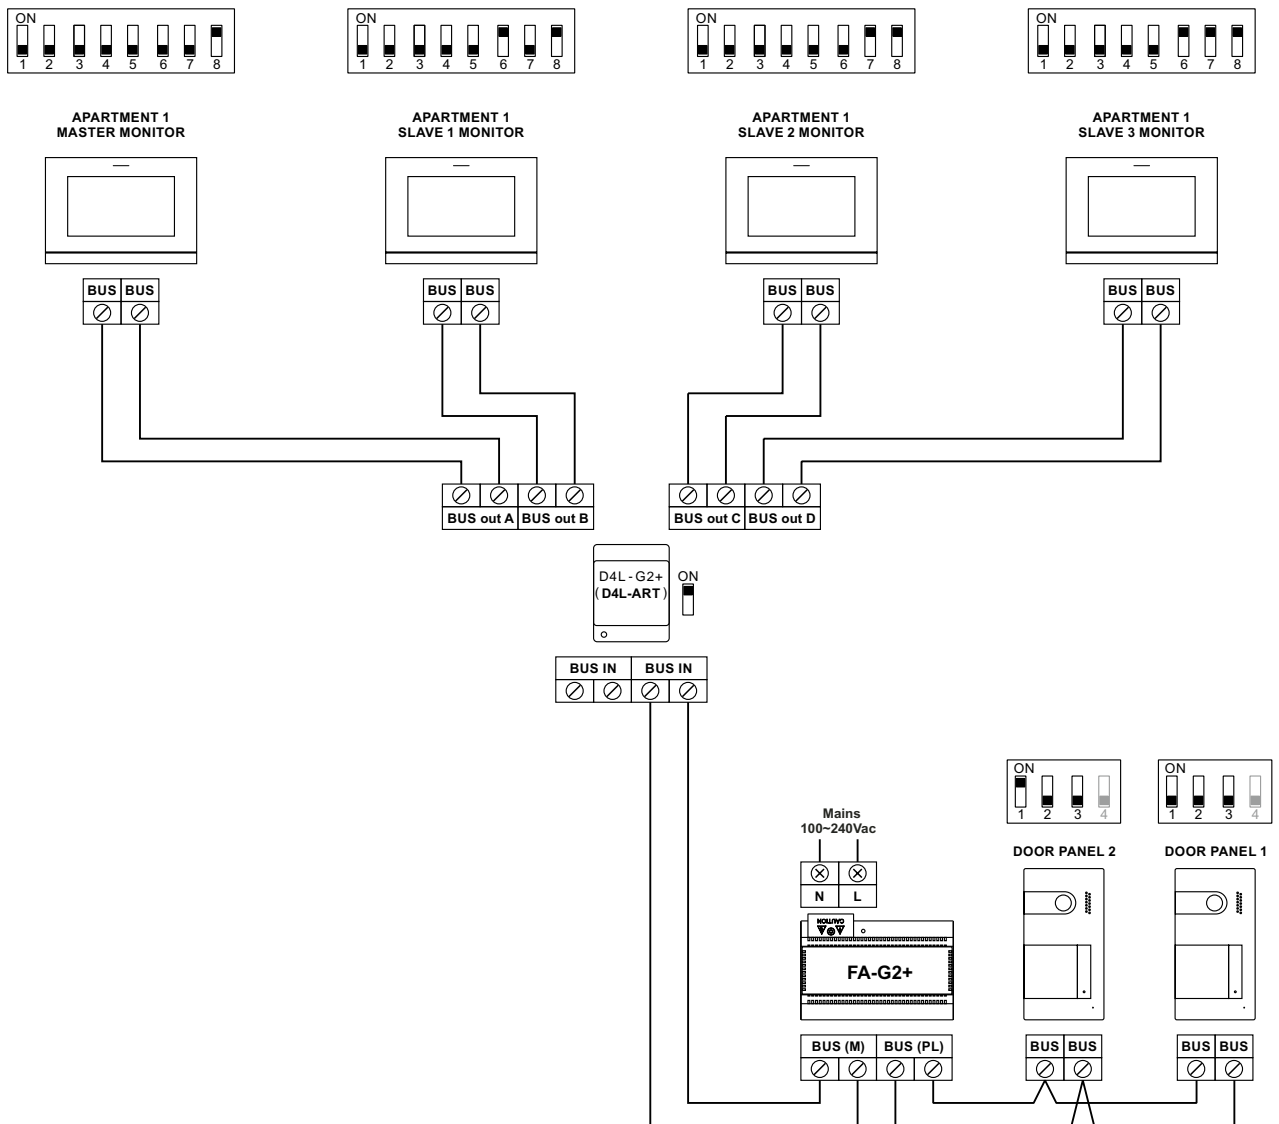 ON
1 2 3 4 5 6 7 8
ON
1 2 3 4 5 6 7 8
ON
1 2 3 4 5 6 7 8
ON
1 2 3 4 5 6 7 8
APARTMENT 1
MASTER MONITOR
APARTMENT 1
SLAVE 1 MONITOR
APARTMENT 1
SLAVE 2 MONITOR
APARTMENT 1
SLAVE 3 MONITOR
BUS BUS
BUS BUS
BUS BUS
BUS BUS
BUS out A BUS out B
BUS out C BUS out D
D4L-G2+
(D4L-ART)
ON
BUS IN BUS IN
ON
1 2 3 4
ON
1 2 3 4
Mains
100~240Vac
DOOR PANEL 2
DOOR PANEL 1
N L
CAUTION
FA-G2+
BUS (M) BUS (PL)
BUS BUS
BUS BUS